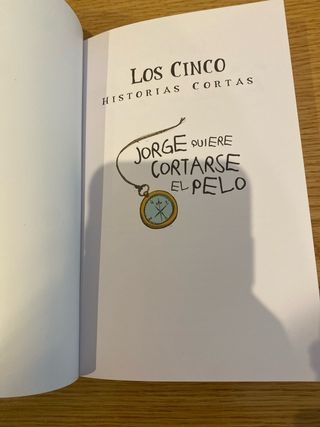 LOS CINCO
HISTORIAS CORTAS
JORGE QUIERE
CORTARSE
EL PELO